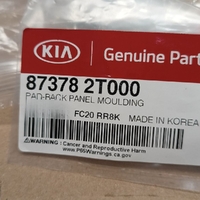 KIA Genuine Part
87378 2T000
PAD-BACK PANEL MOULDING
FC20 RR8K MADE IN KOREA
WARNING: Cancer and Reproductive Harm
www.P65Warnings.ca.gov